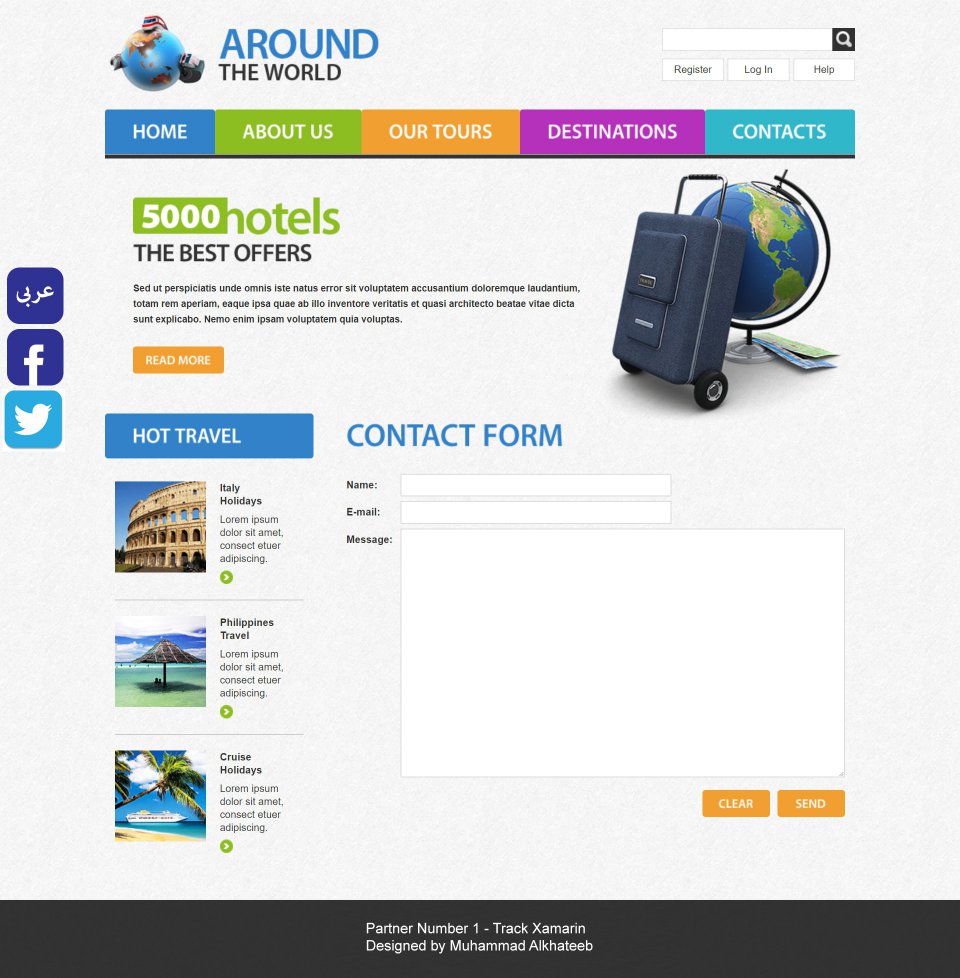 AROUND
THE WORLD
Register
Log In
Help
HOME
ABOUT US
OUR TOURS
DESTINATIONS
CONTACTS
5000 hotels
THE BEST OFFERS
Sed ut perspiciatis unde omnis iste natus error sit voluptatem accusantium doloremque laudantium,
totam rem aperiam, eaque ipsa quae ab illo inventore veritatis et quasi architecto beatae vitae dicta
sunt explicabo. Nemo enim ipsam voluptatem quia voluptas.
READ MORE
TRAVEL
عربى
f
HOT TRAVEL
Italy
Holidays
Lorem ipsum
dolor sit amet,
consect etuer
adipiscing.
Philippines
Travel
Lorem ipsum
dolor sit amet,
consect etuer
adipiscing.
Cruise
Holidays
Lorem ipsum
dolor sit amet,
consect etuer
adipiscing.
CONTACT FORM
Name:
E-mail:
Message:
CLEAR
SEND
Partner Number 1 - Track Xamarin
Designed by Muhammad Alkhateeb